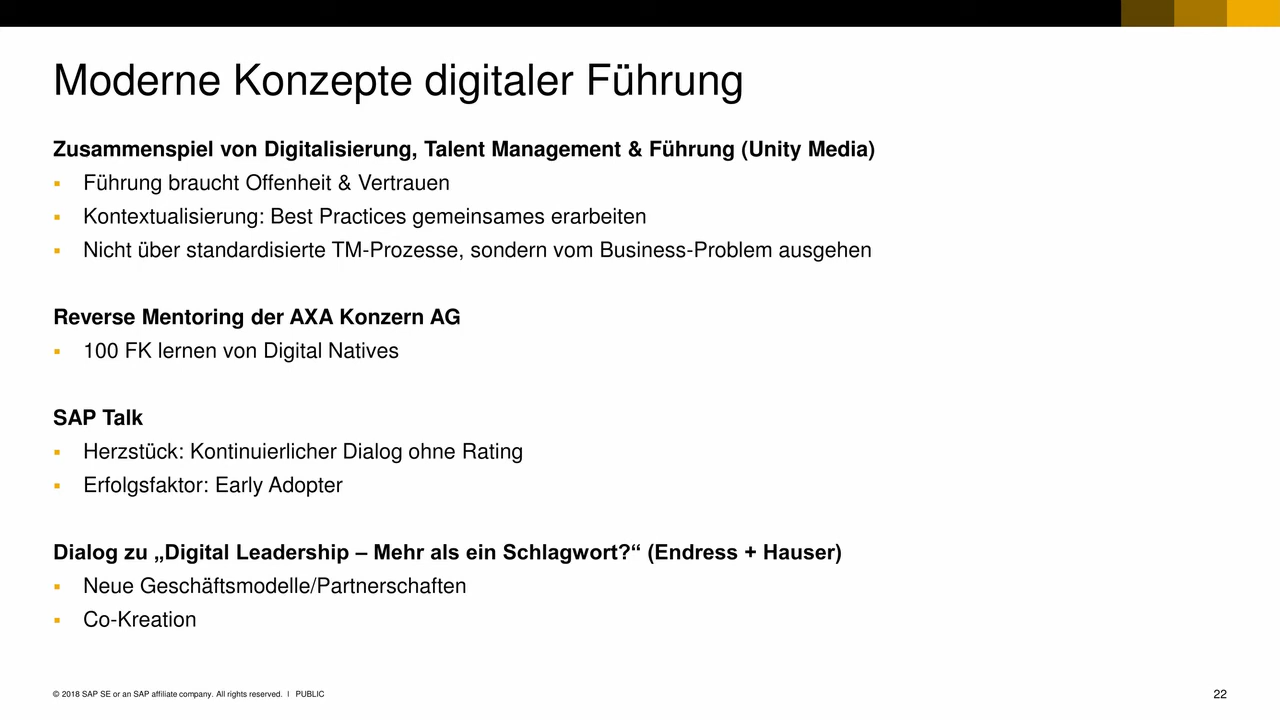 Moderne Konzepte digitaler Führung
Zusammenspiel von Digitalisierung, Talent Management & Führung (Unity Media)
▪ Führung braucht Offenheit & Vertrauen
▪ Kontextualisierung: Best Practices gemeinsames erarbeiten
▪ Nicht über standardisierte TM-Prozesse, sondern vom Business-Problem ausgehen
Reverse Mentoring der AXA Konzern AG
▪ 100 FK lernen von Digital Natives
SAP Talk
▪ Herzstück: Kontinuierlicher Dialog ohne Rating
▪ Erfolgsfaktor: Early Adopter
Dialog zu „Digital Leadership – Mehr als ein Schlagwort?“ (Endress + Hauser)
▪ Neue Geschäftsmodelle/Partnerschaften
▪ Co-Kreation
© 2018 SAP SE or an SAP affiliate company. All rights reserved. ǀ PUBLIC
22